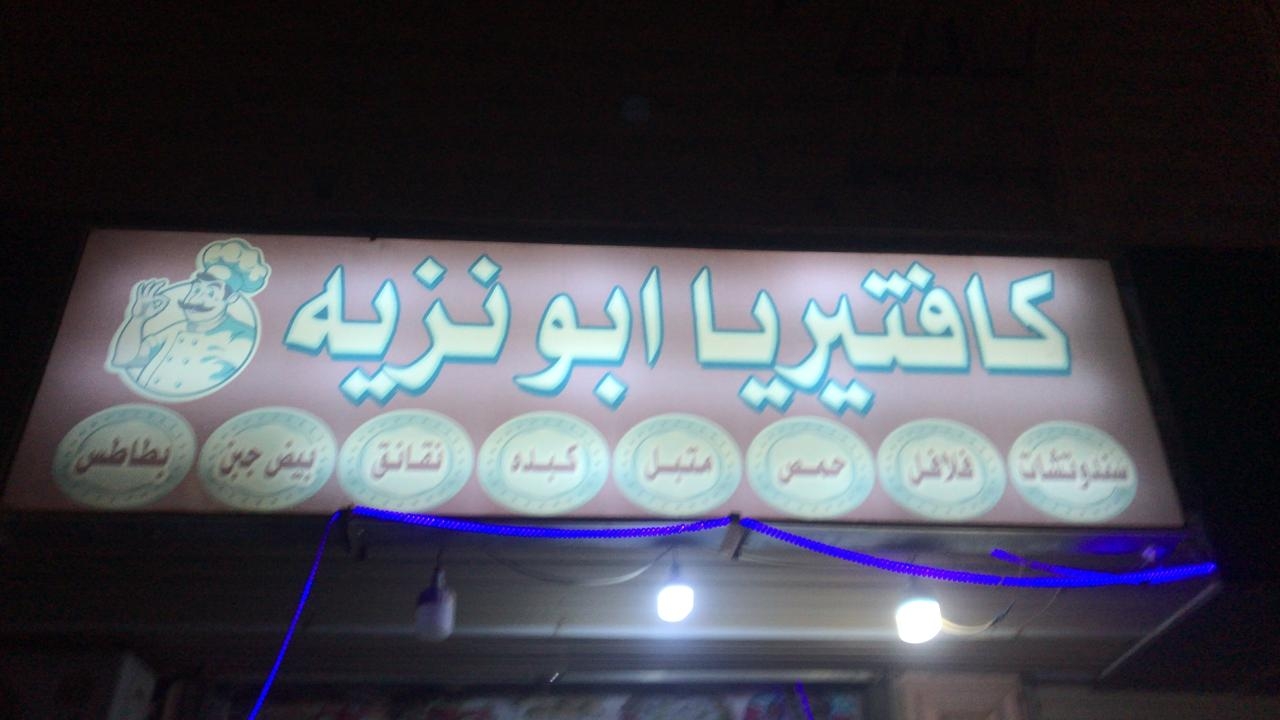 كافتيريا ابو نزيه
سندوتشات فلافل حمص متبل كبده نقانق بيض جبن بطاطس